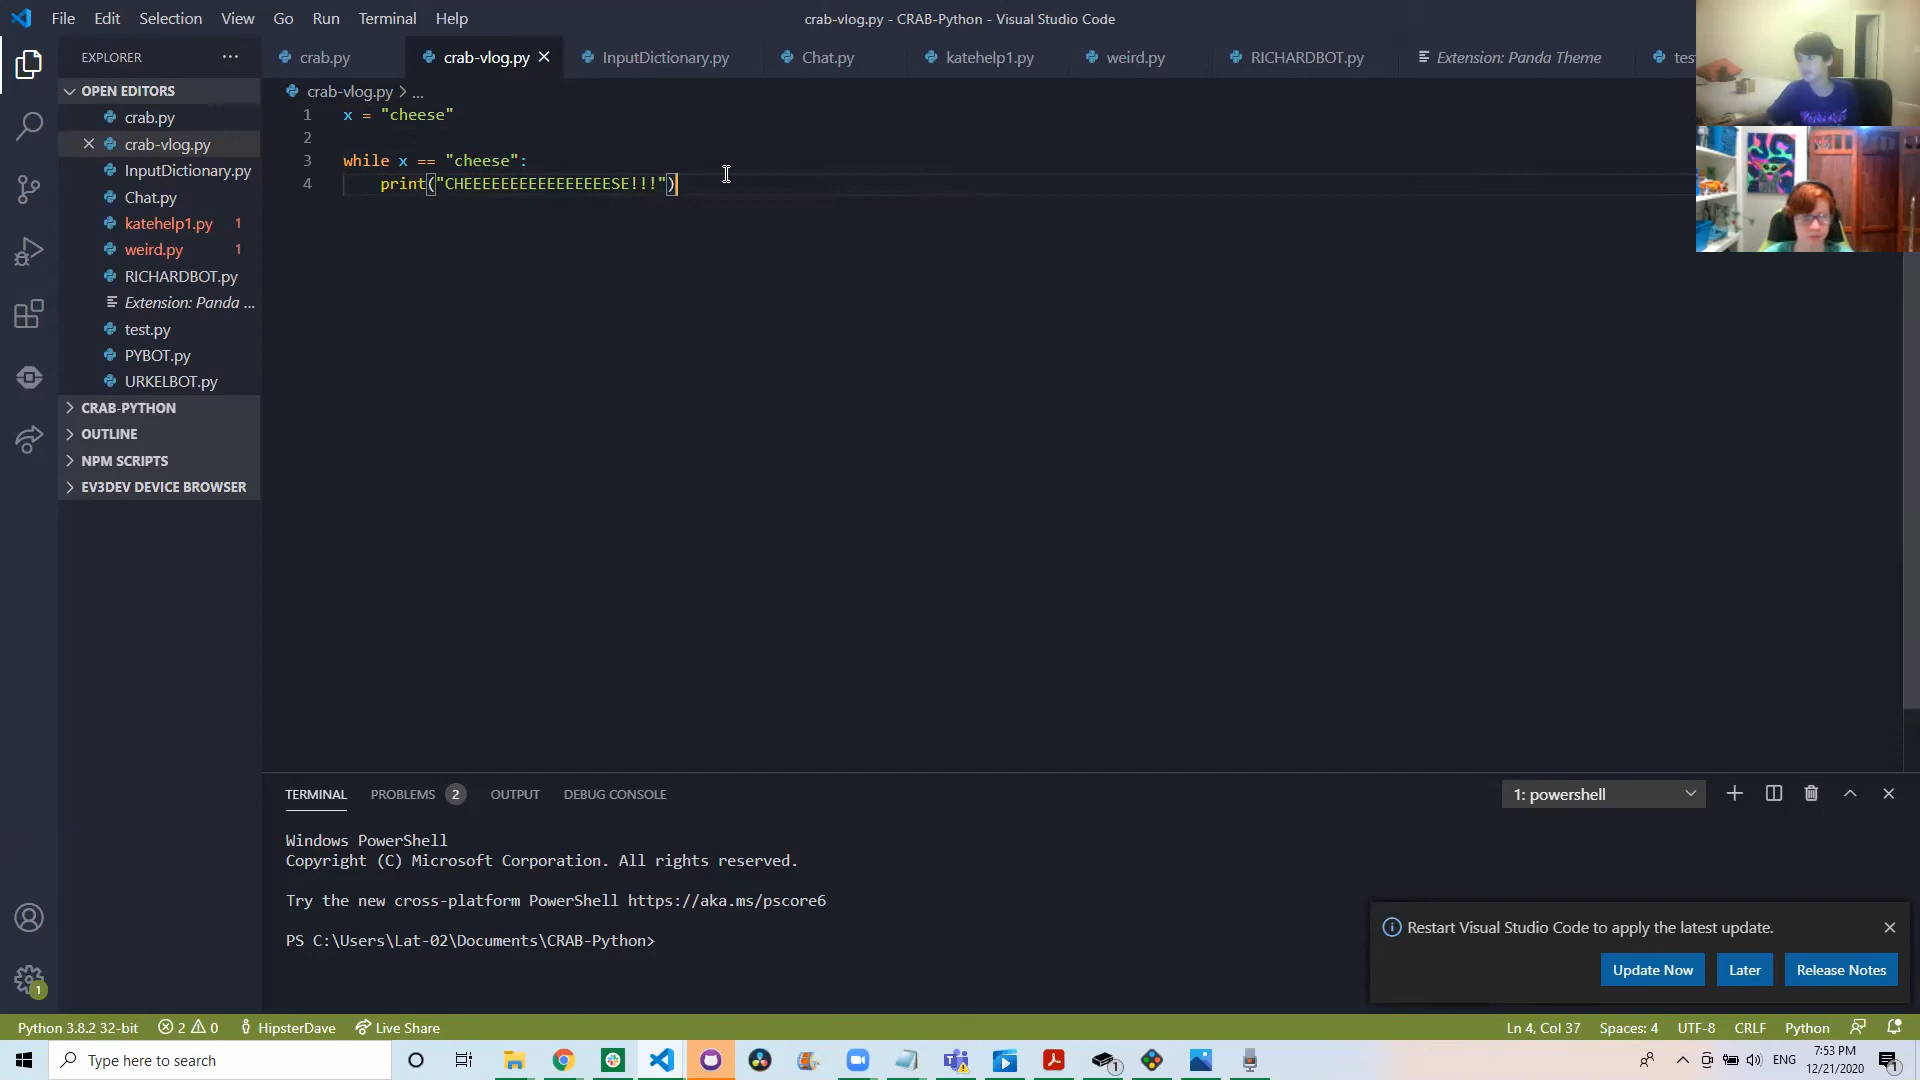 File Edit Selection View Go Run Terminal Help
crab-vlog.py - CRAB-Python - Visual Studio Code
EXPLORER
crab.py
crab-vlog.py
InputDictionary.py
Chat.py
katehelp1.py
weird.py
RICHARDBOT.py
Extension: Panda Theme
OPEN EDITORS
crab.py
crab-vlog.py
InputDictionary.py
Chat.py
katehelp1.py 1
weird.py 1
RICHARDBOT.py
Extension: Panda ...
test.py
PYBOT.py
URKELBOT.py
CRAB-PYTHON
OUTLINE
NPM SCRIPTS
EV3DEV DEVICE BROWSER
crab-vlog.py > ...
1 x = "cheese"
2
3 while x == "cheese":
4 print("CHEEEEEEEEEEEEEEEESE!!!")
TERMINAL PROBLEMS 2 OUTPUT DEBUG CONSOLE
1: powershell
Windows PowerShell
Copyright (C) Microsoft Corporation. All rights reserved.
Try the new cross-platform PowerShell https://aka.ms/pscore6
PS C:\Users\Lat-02\Documents\CRAB-Python>
Restart Visual Studio Code to apply the latest update.
Update Now Later Release Notes
1
Python 3.8.2 32-bit 2 0 HipsterDave Live Share
Ln 4, Col 37 Spaces: 4 UTF-8 CRLF Python
Type here to search
1
ENG
7:53 PM
12/21/2020
1